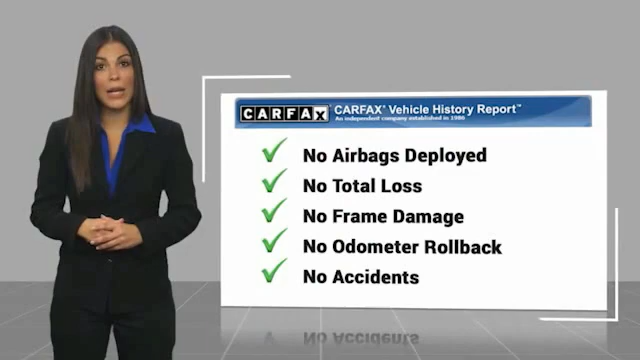 CARFAX CARFAX® Vehicle History Report™
An independent company established in 1986
No Airbags Deployed
No Total Loss
No Frame Damage
No Odometer Rollback
No Accidents